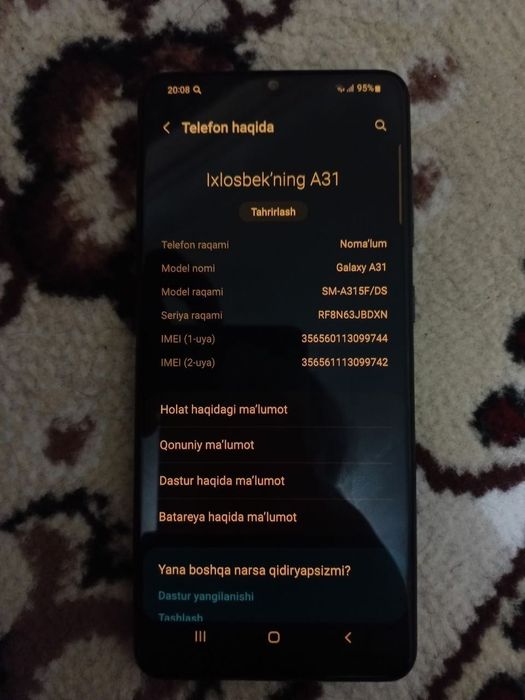 20:08 95%
Telefon haqida
Ixlosbek’ning A31
Tahrirlash
Telefon raqami Noma’lum
Model nomi Galaxy A31
Model raqami SM-A315F/DS
Seriya raqami RF8N63JBDXN
IMEI (1-uya) 356560113099744
IMEI (2-uya) 356561113099742
Holat haqidagi ma’lumot
Qonuniy ma’lumot
Dastur haqida ma’lumot
Batareya haqida ma’lumot
Yana boshqa narsa qidiryapsizmi?
Dastur yangilanishi
Tashlash